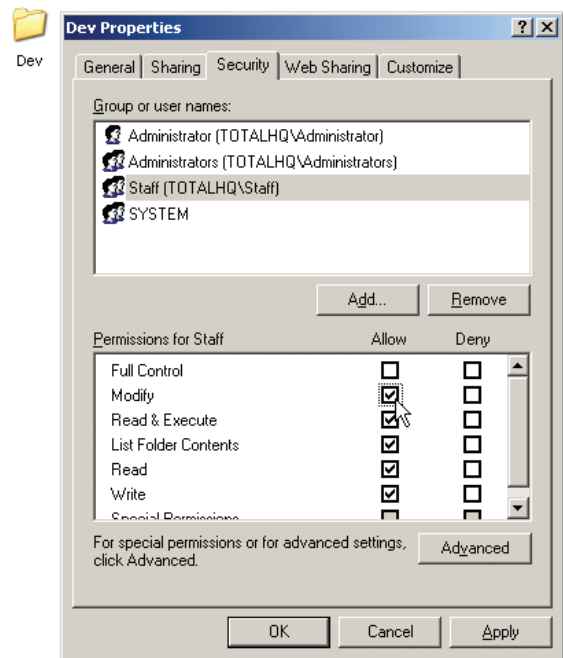 Dev
Dev Properties
General Sharing Security Web Sharing Customize
Group or user names:
Administrator (TOTALHQ\Administrator)
Administrators (TOTALHQ\Administrators)
Staff (TOTALHQ\Staff)
SYSTEM
Add... Remove
Permissions for Staff Allow Deny
Full Control
Modify
Read & Execute
List Folder Contents
Read
Write
Special Permissions
For special permissions or for advanced settings,
click Advanced.
Advanced
OK Cancel Apply